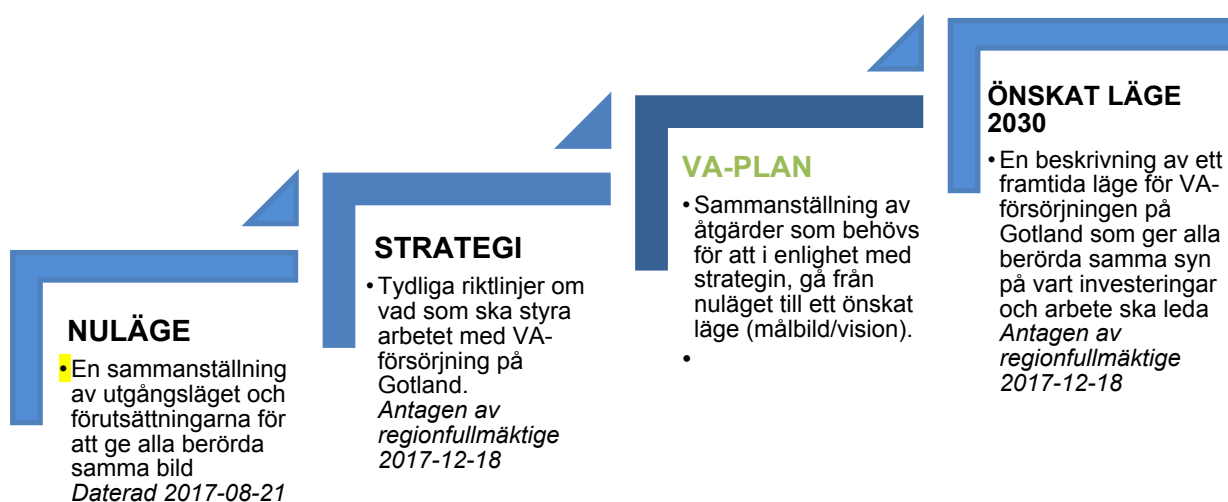 NULÄGE
•En sammanställning
av utgångsläget och
förutsättningarna för
att ge alla berörda
samma bild
Daterad 2017-08-21
STRATEGI
•Tydliga riktlinjer om
vad som ska styra
arbetet med VA-
försörjning på
Gotland.
Antagen av
regionfullmäktige
2017-12-18
VA-PLAN
•Sammanställning av
åtgärder som behövs
för att i enlighet med
strategin, gå från
nuläget till ett önskat
läge (målbild/vision).
•
ÖNSKAT LÄGE
2030
•En beskrivning av ett
framtida läge för VA-
försörjningen på
Gotland som ger alla
berörda samma syn
på vart investeringar
och arbete ska leda
Antagen av
regionfullmäktige
2017-12-18